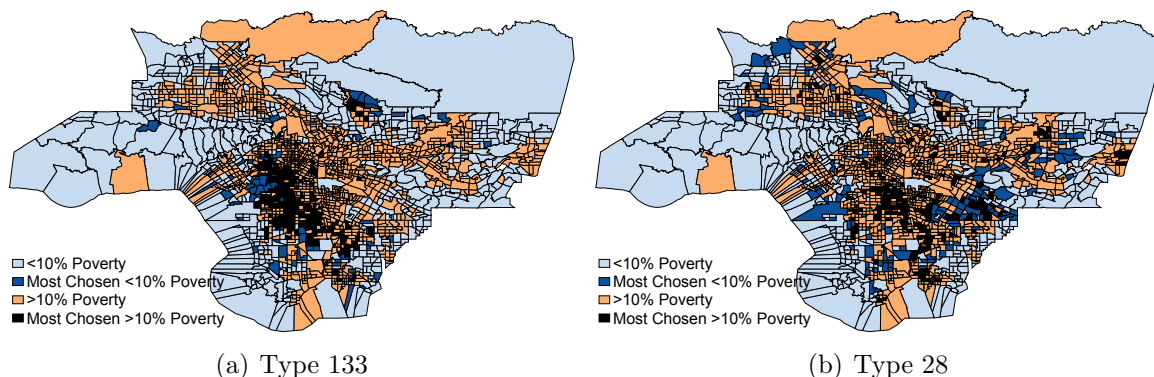 <10% Poverty
Most Chosen <10% Poverty
>10% Poverty
Most Chosen >10% Poverty
(a) Type 133
<10% Poverty
Most Chosen <10% Poverty
>10% Poverty
Most Chosen >10% Poverty
(b) Type 28